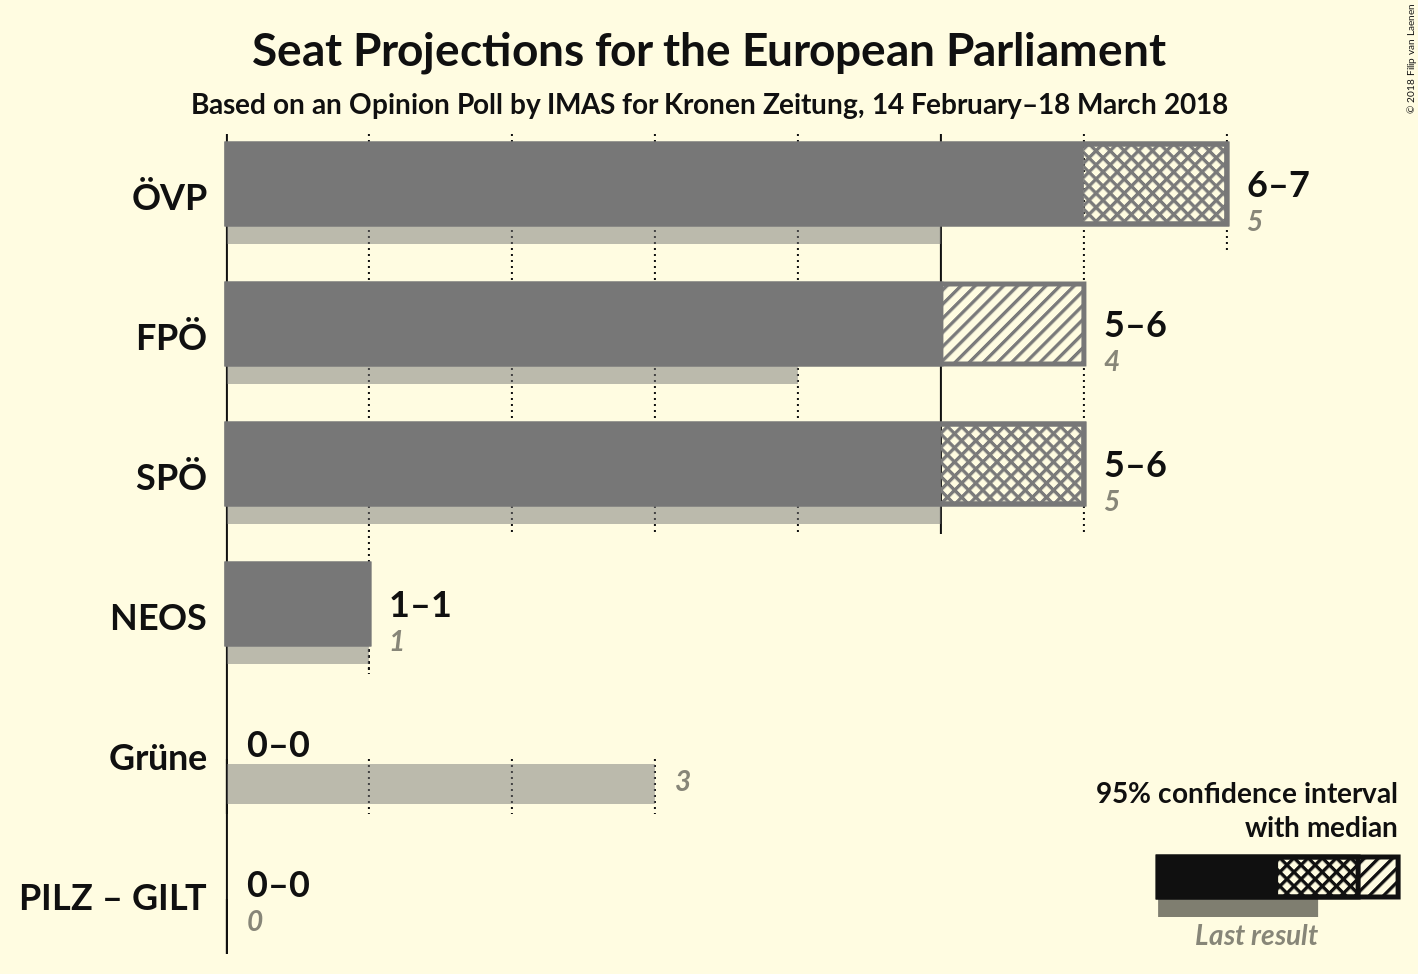 Seat Projections for the European Parliament
Based on an Opinion Poll by IMAS for Kronen Zeitung, 14 February–18 March 2018
© 2018 Filip van Laenen
ÖVP
6–7
5
FPÖ
5–6
4
SPÖ
5–6
5
NEOS
1–1
1
Grüne
0–0
3
PILZ – GILT
0–0
0
95% confidence interval
with median
Last result